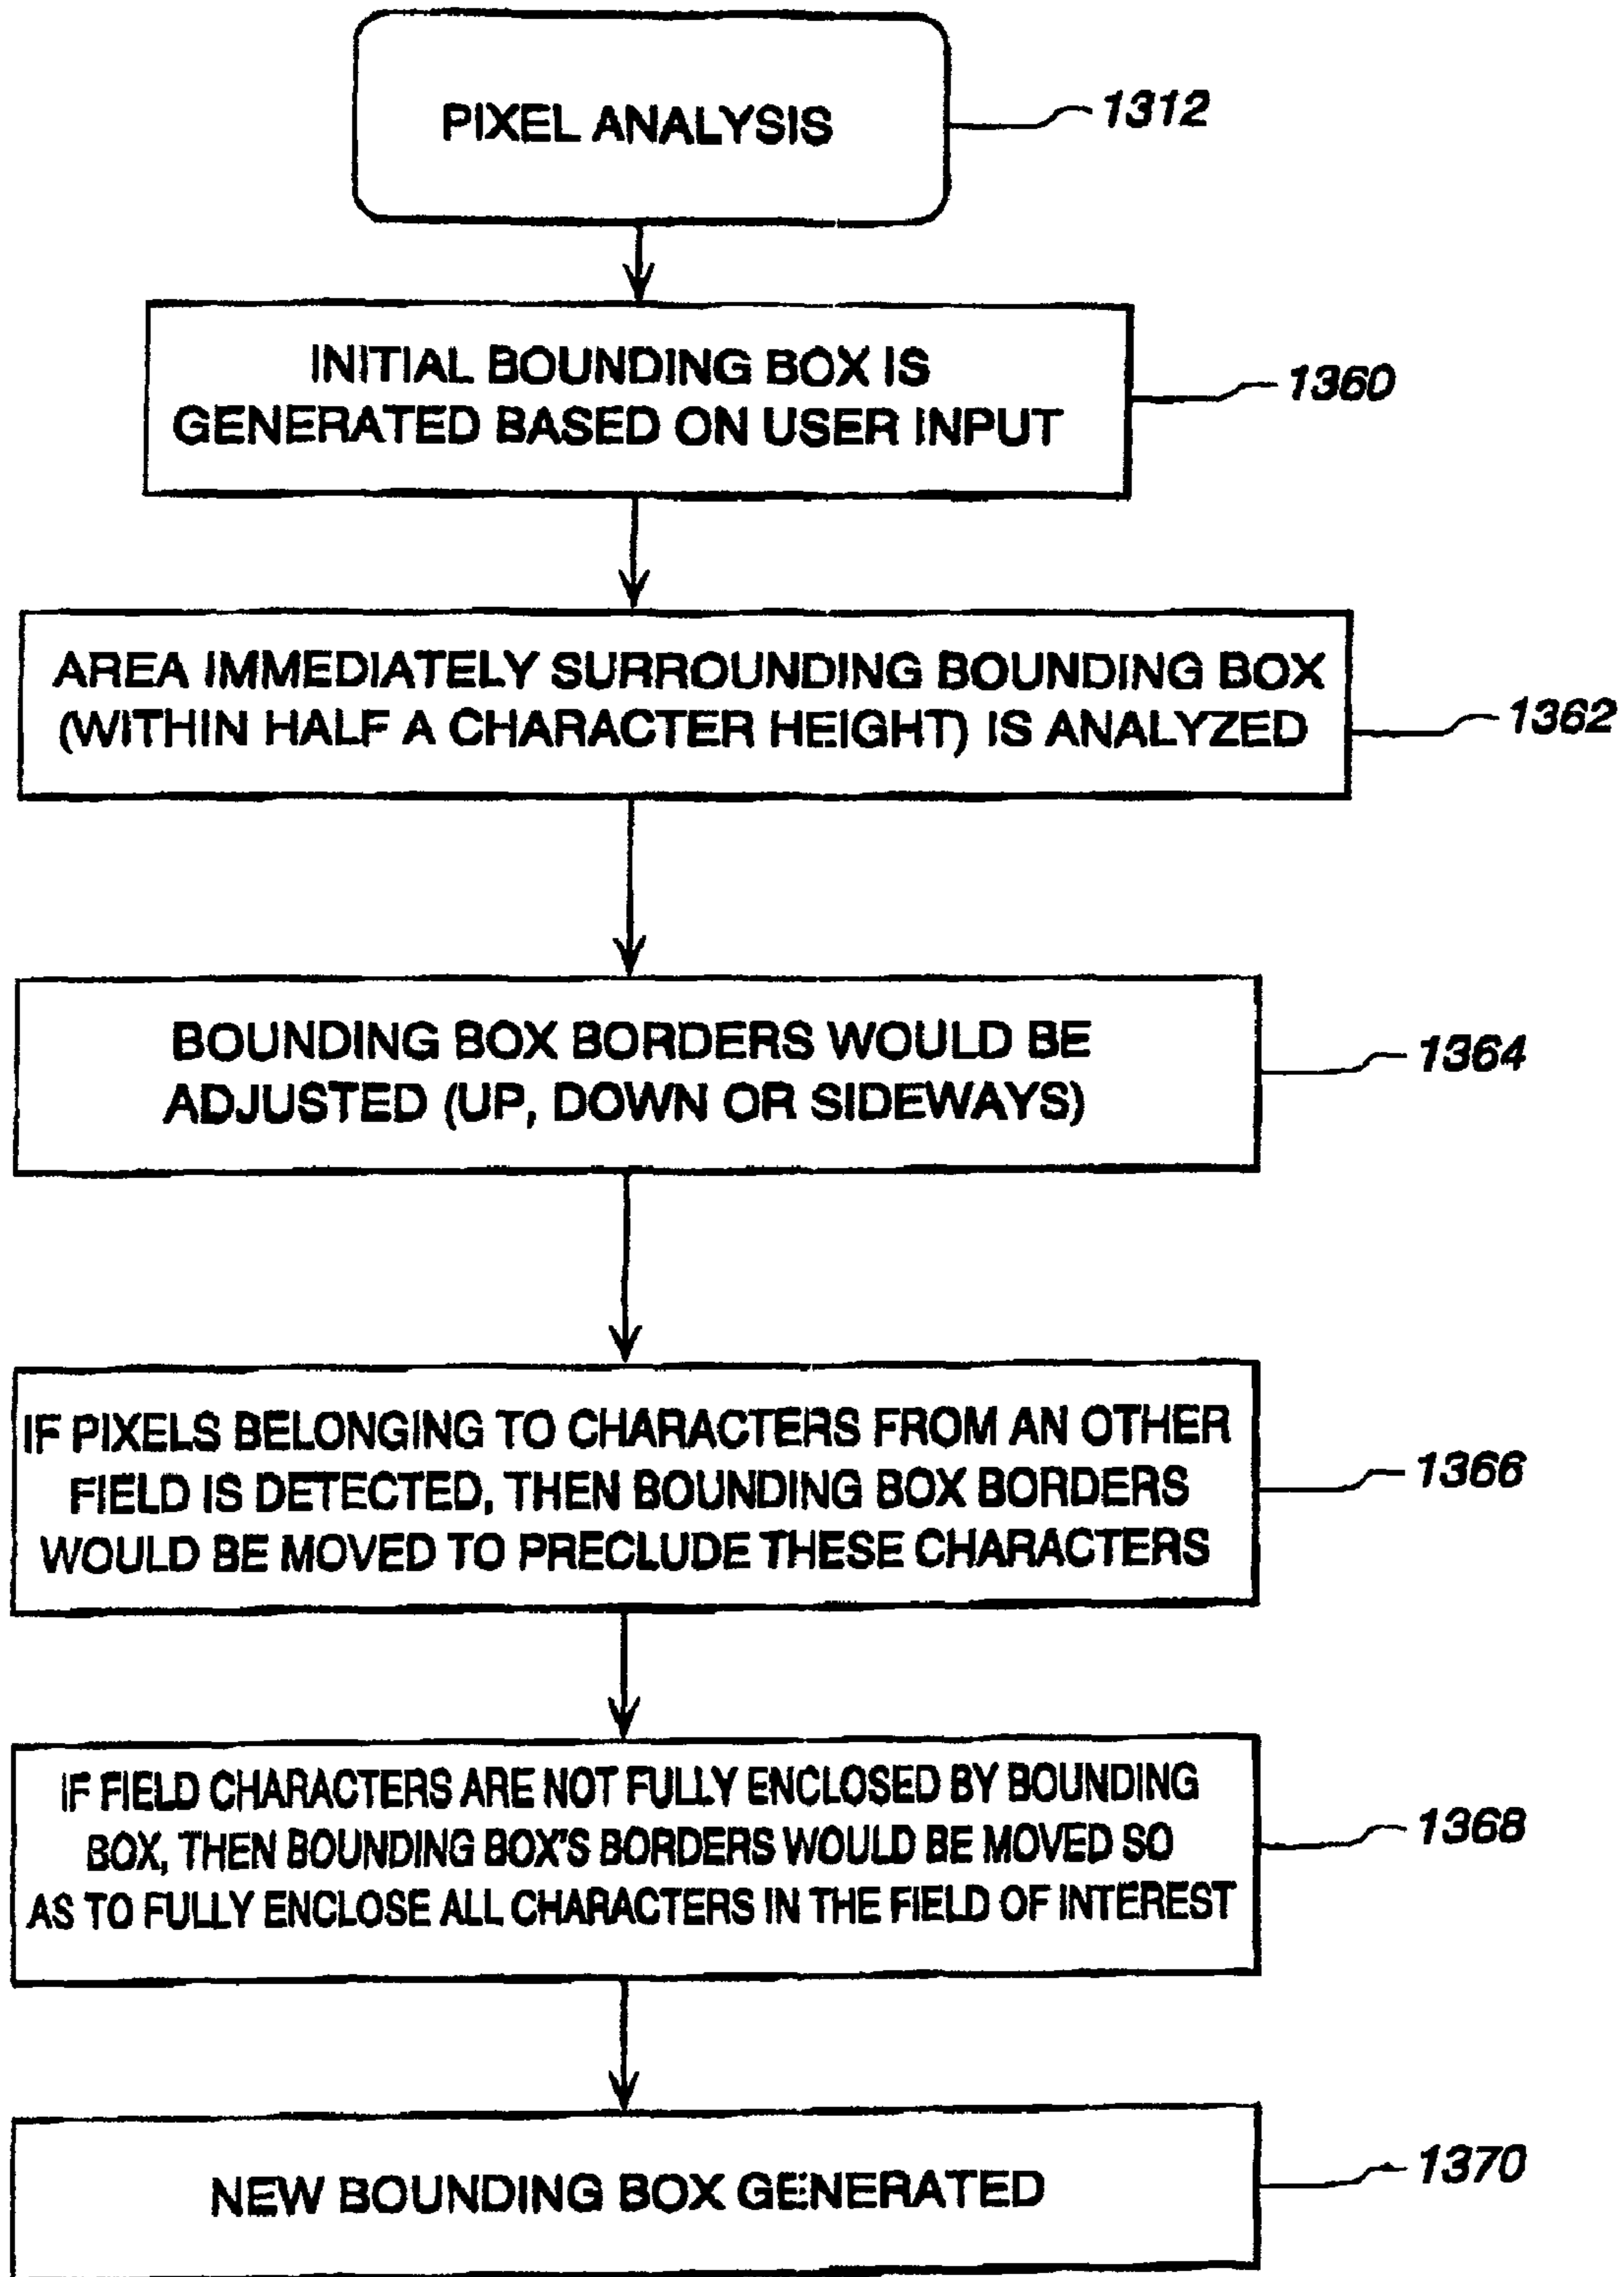 PIXEL ANALYSIS
1312
INITIAL BOUNDING BOX IS
GENERATED BASED ON USER INPUT
1360
AREA IMMEDIATELY SURROUNDING BOUNDING BOX
(WITHIN HALF A CHARACTER HEIGHT) IS ANALYZED
1362
BOUNDING BOX BORDERS WOULD BE
ADJUSTED (UP, DOWN OR SIDEWAYS)
1364
IF PIXELS BELONGING TO CHARACTERS FROM AN OTHER
FIELD IS DETECTED, THEN BOUNDING BOX BORDERS
WOULD BE MOVED TO PRECLUDE THESE CHARACTERS
1366
IF FIELD CHARACTERS ARE NOT FULLY ENCLOSED BY BOUNDING
BOX, THEN BOUNDING BOX'S BORDERS WOULD BE MOVED SO
AS TO FULLY ENCLOSE ALL CHARACTERS IN THE FIELD OF INTEREST
1368
NEW BOUNDING BOX GENERATED
1370